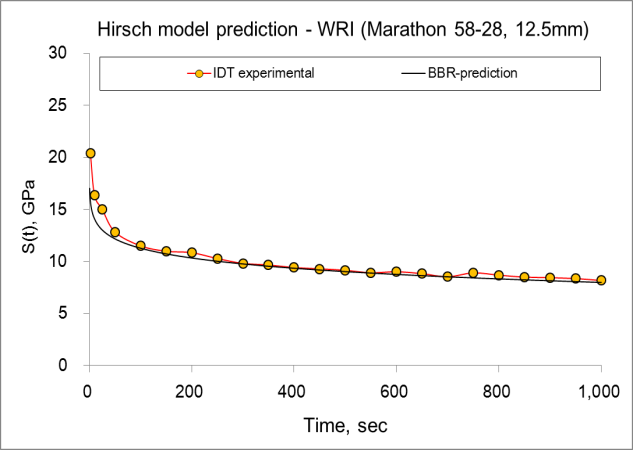 Hirsch model prediction - WRI (Marathon 58-28, 12.5mm)
IDT experimental
BBR-prediction
S(t), GPa
30
25
20
15
10
5
0
0
200
400
600
800
1,000
Time, sec